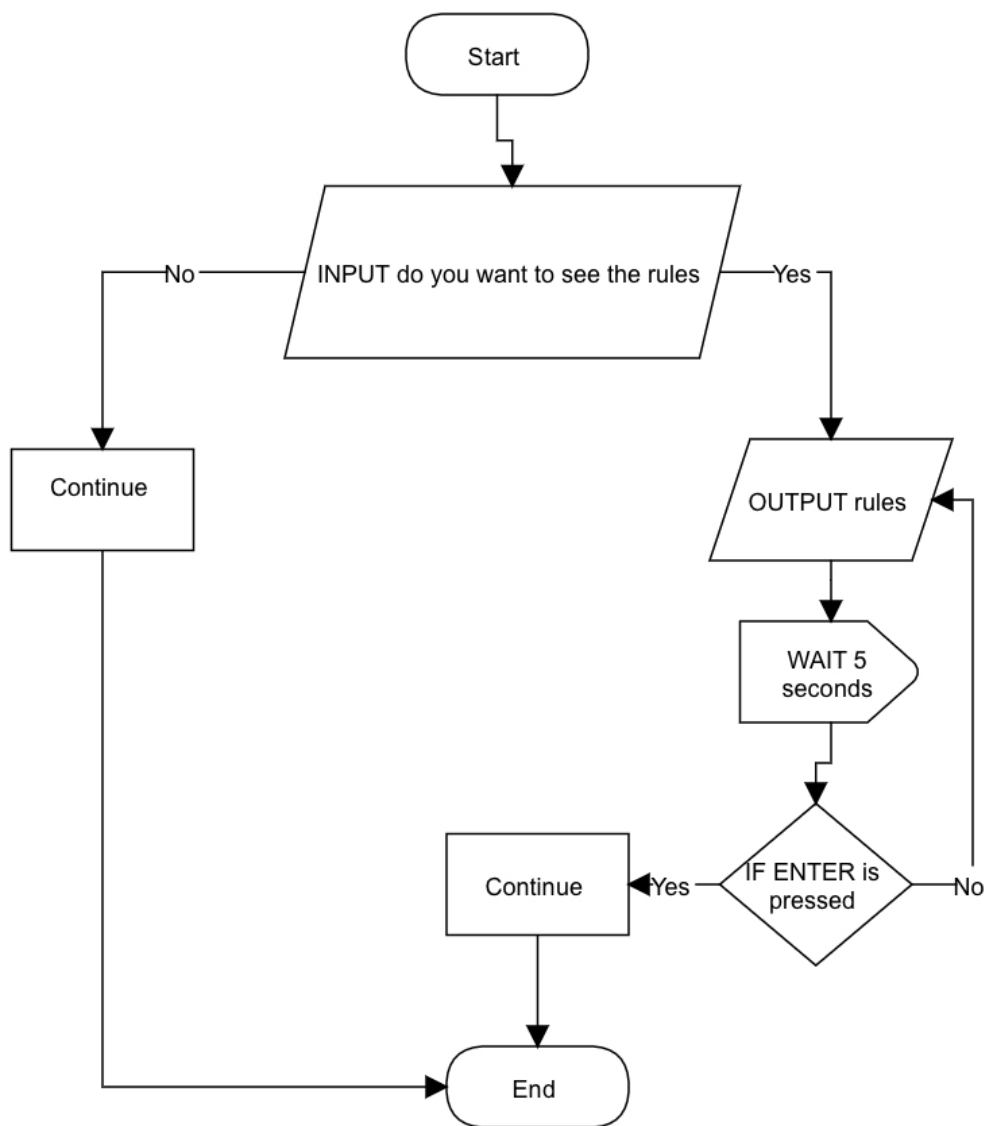 Start
INPUT do you want to see the rules
No
Yes
Continue
OUTPUT rules
WAIT 5
seconds
IF ENTER is
pressed
Yes
No
Continue
End